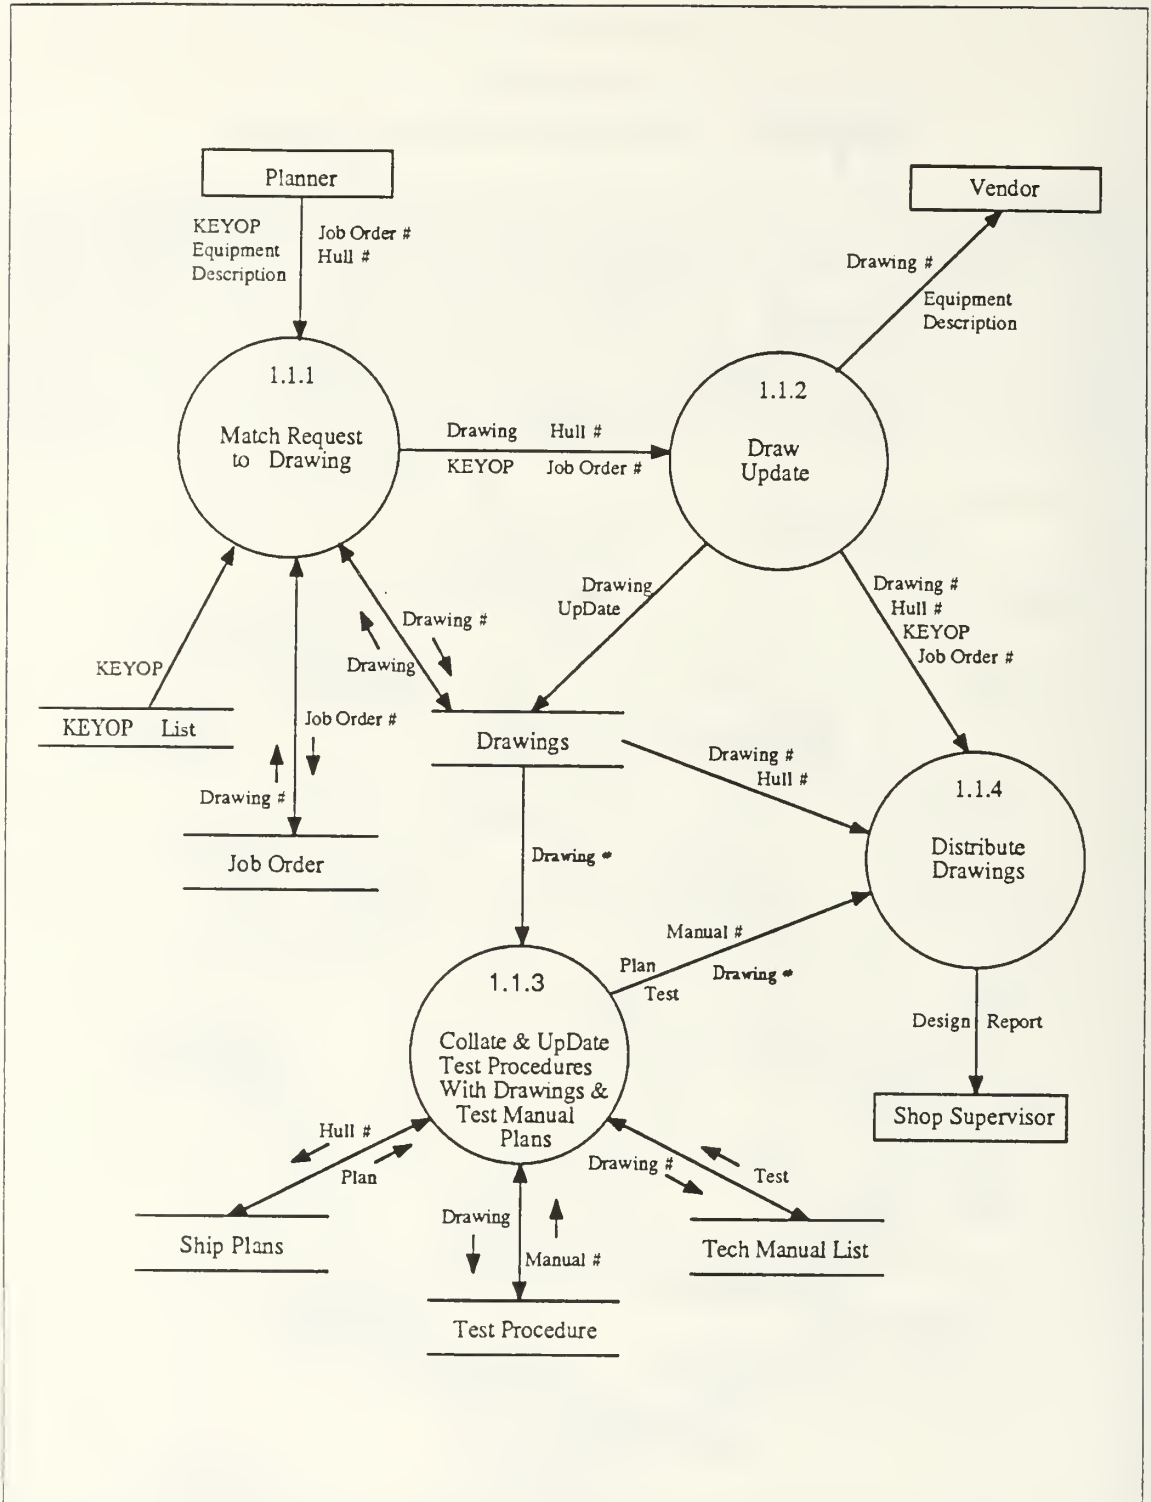 Planner
Vendor
KEYOP
Equipment
Description
Job Order #
Hull #
Drawing #
Equipment
Description
1.1.1
Match Request
to Drawing
Drawing Hull #
KEYOP Job Order #
1.1.2
Draw
Update
Drawing
UpDate
Drawing #
Hull #
KEYOP
Job Order #
Drawing #
Drawing
KEYOP
KEYOP List
Job Order #
Drawing #
Job Order
Drawings
Drawing #
Hull #
1.1.4
Distribute
Drawings
Drawing #
Manual #
Plan
Test
Drawing #
1.1.3
Collate & UpDate
Test Procedures
With Drawings &
Test Manual
Plans
Design Report
Shop Supervisor
Hull #
Plan
Ship Plans
Drawing
Manual #
Test Procedure
Drawing #
Test
Tech Manual List